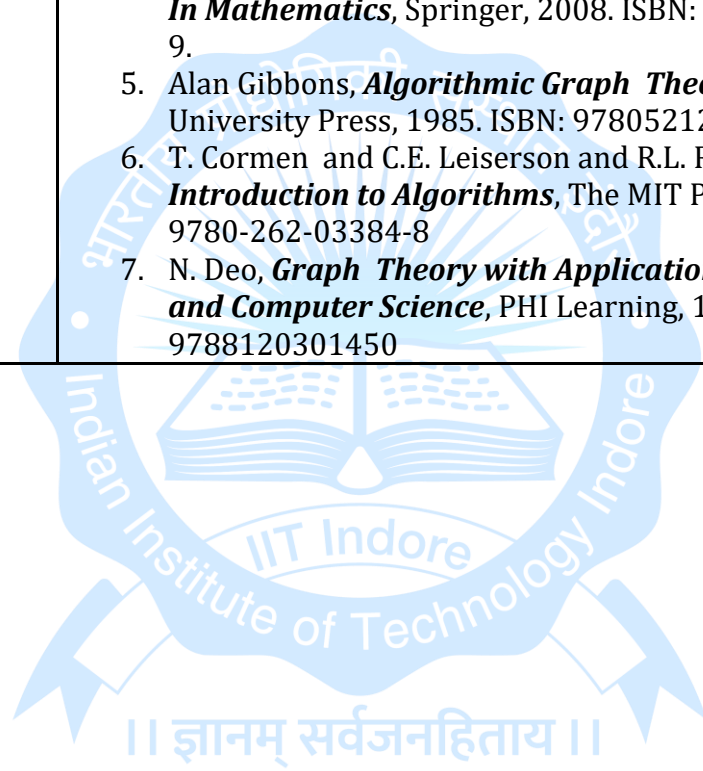 In Mathematics, Springer, 2008. ISBN:
9.
5. Alan Gibbons, Algorithmic Graph
University Press, 1985. ISBN: 97805212
6. T. Cormen and C.E. Leiserson and R.L.
Introduction to Algorithms, The MIT
9780-262-03384-8
7. N. Deo, Graph Theory with
and Computer Science, PHI Learning,
9788120301450
भारतीय प्रौद्योगिकी संस्थान इंदौर
Indian Institute of Technology Indore
IIT Indore
।। ज्ञानम् सर्वजनहिताय ।।